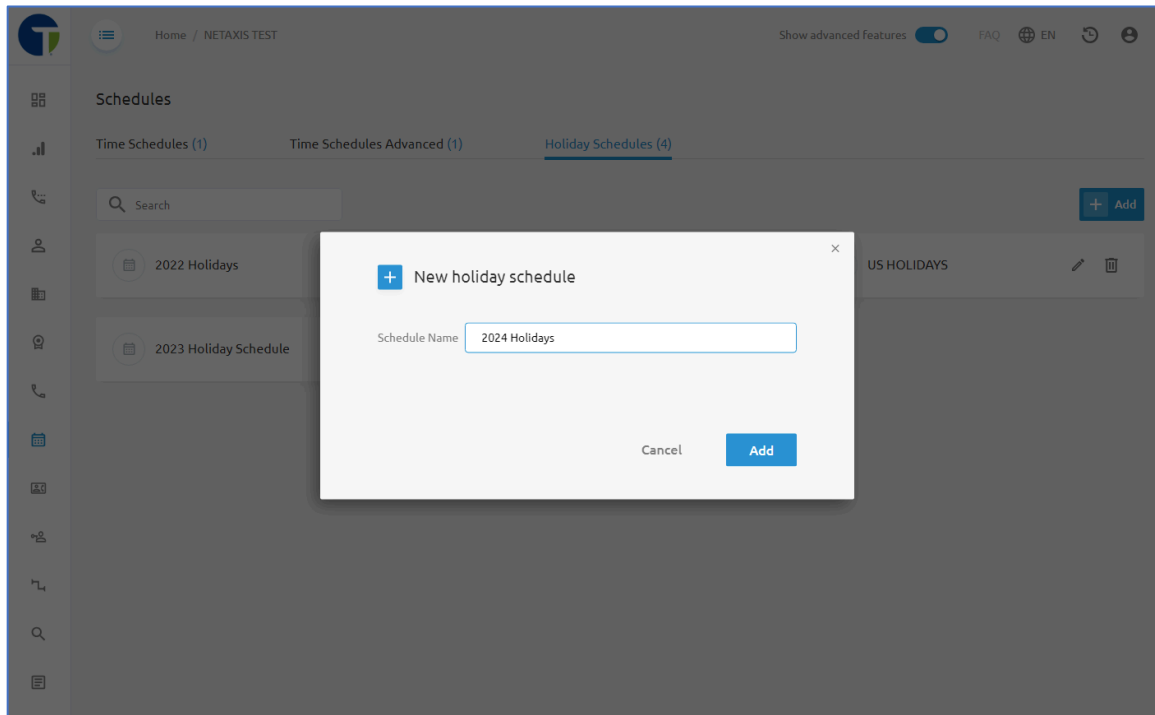 Home / NETAXIS TEST
Show advanced features
FAQ
EN
Schedules
Time Schedules (1)
Time Schedules Advanced (1)
Holiday Schedules (4)
Search
+ Add
2022 Holidays
US HOLIDAYS
2023 Holiday Schedule
×
+ New holiday schedule
Schedule Name
2024 Holidays
Cancel
Add